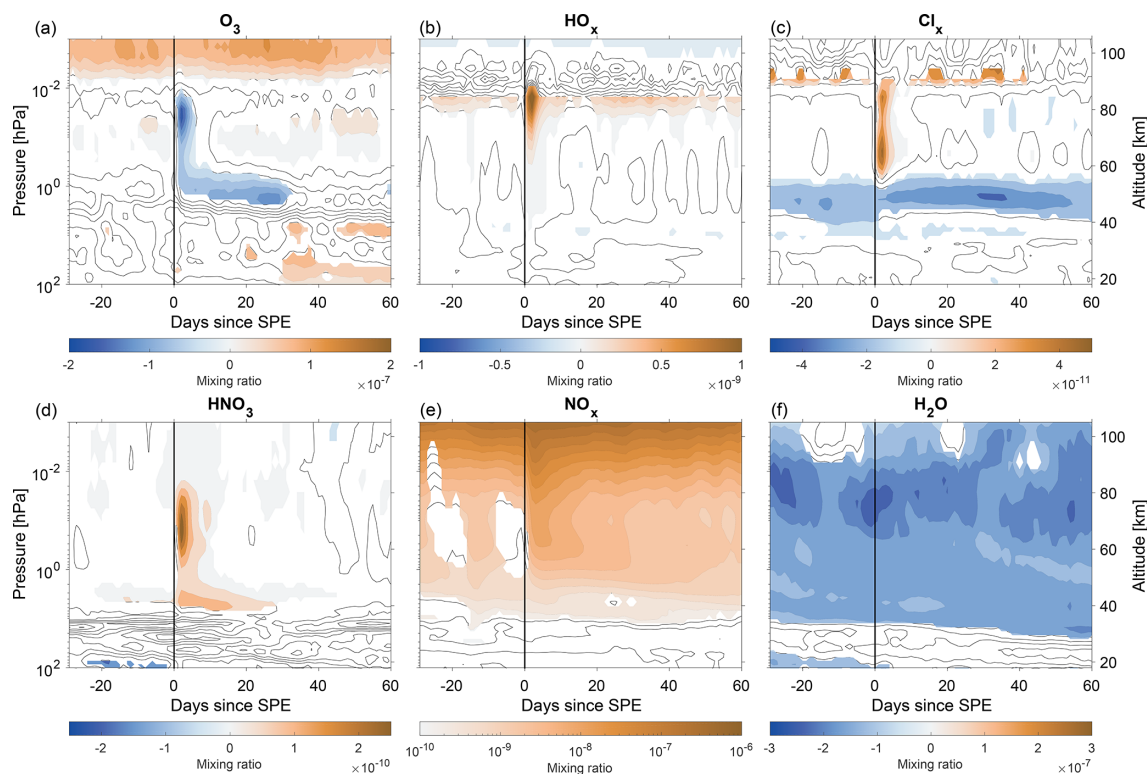 (a) O3
(b) HOx
(c) Clx
Pressure [hPa]
10-2
100
102
-20 0 20 40 60
Days since SPE
-20 0 20 40 60
Days since SPE
-20 0 20 40 60
Days since SPE
100
80
60
40
20
Altitude [km]
-2 -1 0 1 2
Mixing ratio ×10-7
-1 -0.5 0 0.5 1
Mixing ratio ×10-9
-4 -2 0 2 4
Mixing ratio ×10-11
(d) HNO3
(e) NOx
(f) H2O
Pressure [hPa]
10-2
100
102
-20 0 20 40 60
Days since SPE
-20 0 20 40 60
Days since SPE
-20 0 20 40 60
Days since SPE
100
80
60
40
20
Altitude [km]
-2 -1 0 1 2
Mixing ratio ×10-10
10-10 10-9 10-8 10-7 10-6
Mixing ratio
-3 -2 -1 0 1 2 3
Mixing ratio ×10-7